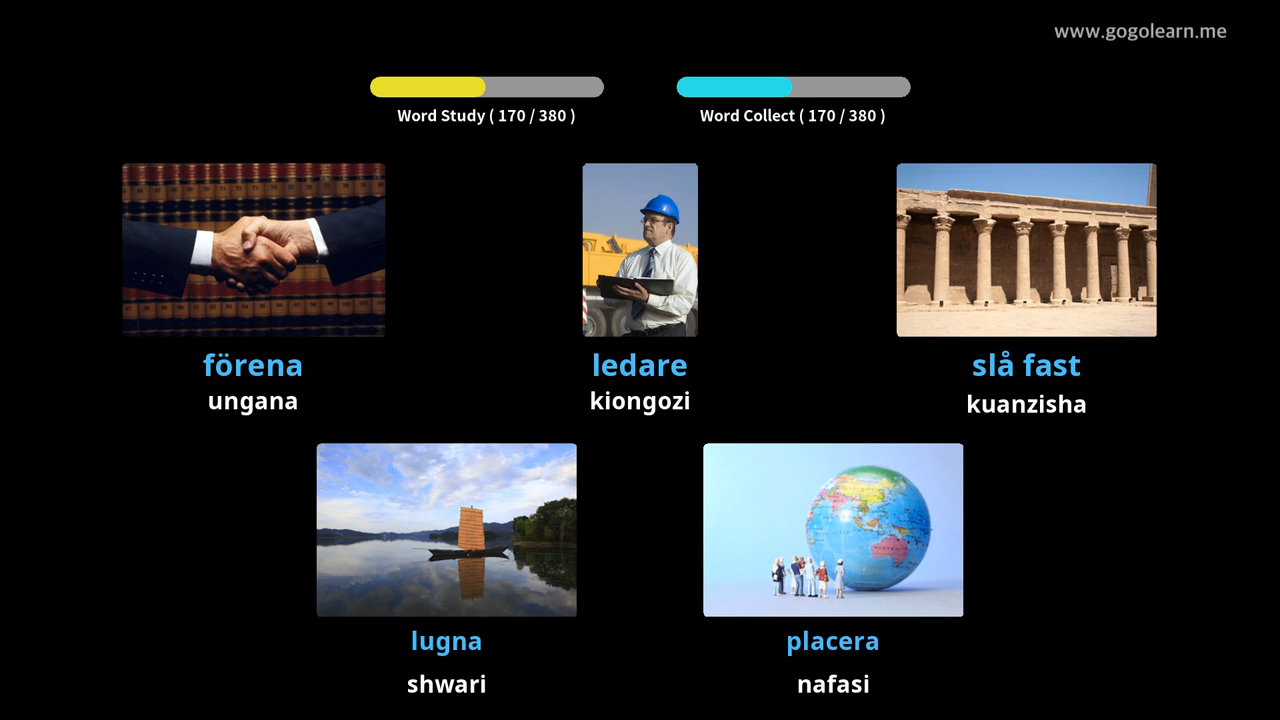 www.gogolearn.me
Word Study ( 170 / 380 )
Word Collect ( 170 / 380 )
förena
ungana
ledare
kiongozi
slå fast
kuanzisha
lugna
shwari
placera
nafasi